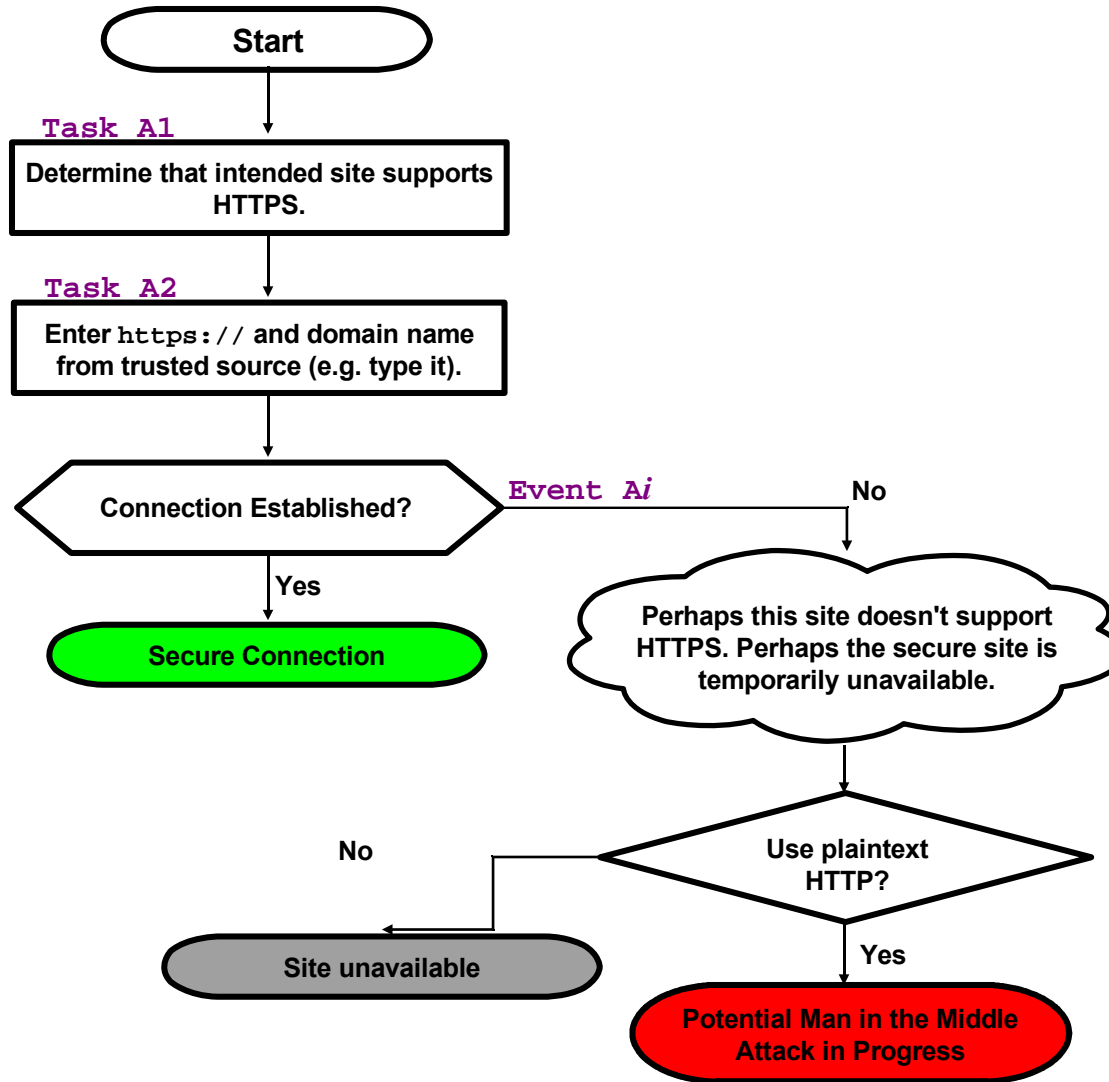 Start
Task A1
Determine that intended site supports
HTTPS.
Task A2
Enter https:// and domain name
from trusted source (e.g. type it).
Connection Established?
Event Ai
No
Yes
Secure Connection
Perhaps this site doesn't support
HTTPS. Perhaps the secure site is
temporarily unavailable.
Use plaintext
HTTP?
No
Site unavailable
Yes
Potential Man in the Middle
Attack in Progress